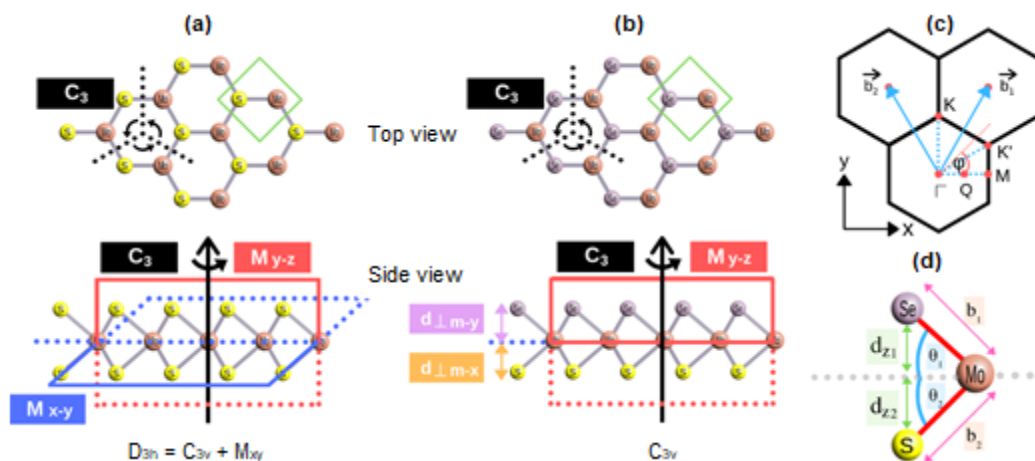 (a)
C₃
S S S S S S S
Top view
C₃ M y-z
Side view
S S S S S
S S S S S
M x-y
D₃ₕ = C₃ᵥ + Mxy
(b)
C₃
C₃ M y-z
d⊥m-y
d⊥m-x
S S S S S
C₃ᵥ
(c)
b₂ b₁
K
K'
φ
Γ Q M
y
x
(d)
Se
b₁
dz1
θ₁
Mo
dz2
θ₂
S
b₂